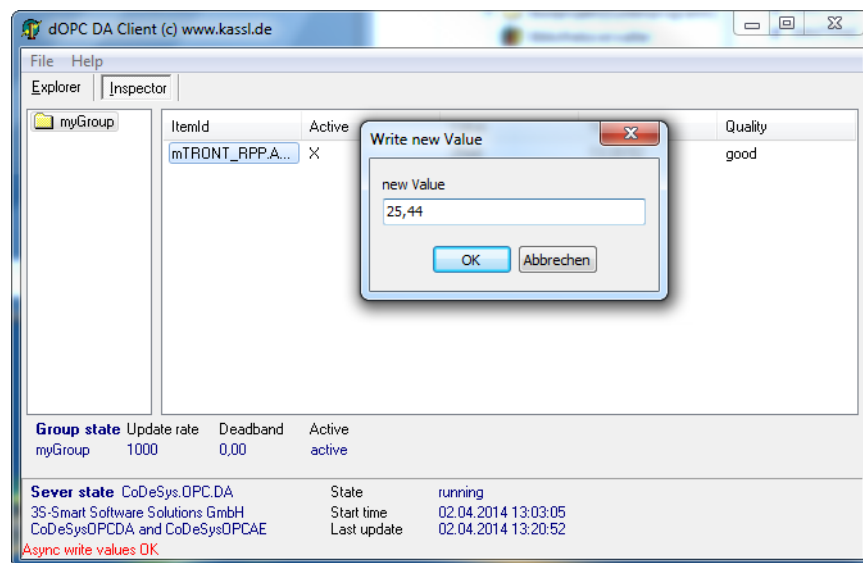 dOPC DA Client (c) www.kassl.de
File Help
Explorer Inspector
myGroup ItemId Active Quality
mTRONT_RPP.A... X good
Write new Value
new Value
25,44
OK Abbrechen
Group state Update rate Deadband Active
myGroup 1000 0,00 active
Sever state CoDeSys.OPC.DA State running
3S-Smart Software Solutions GmbH Start time 02.04.2014 13:03:05
CoDeSysOPCDA and CoDeSysOPCAE Last update 02.04.2014 13:20:52
Async write values OK